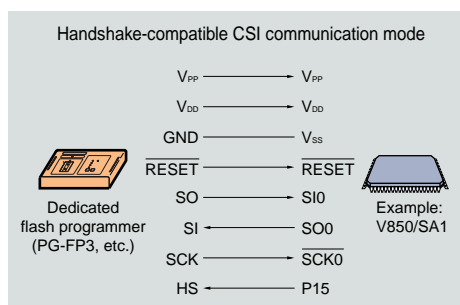 Handshake-compatible CSI communication mode
VPP VPP
VDD VDD
GND VSS
RESET RESET
SO SI0
SI SO0
SCK SCK0
HS P15
Dedicated
flash programmer
(PG-FP3, etc.)
Example:
V850/SA1